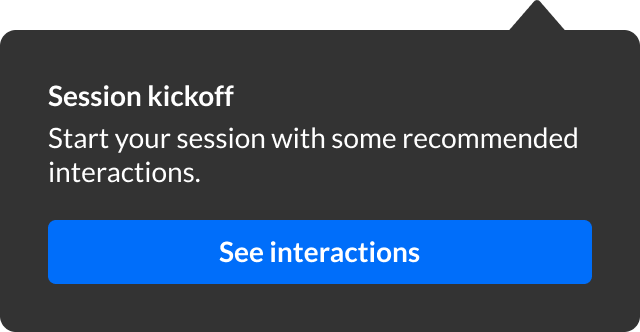 Session kickoff
Start your session with some recommended
interactions.
See interactions